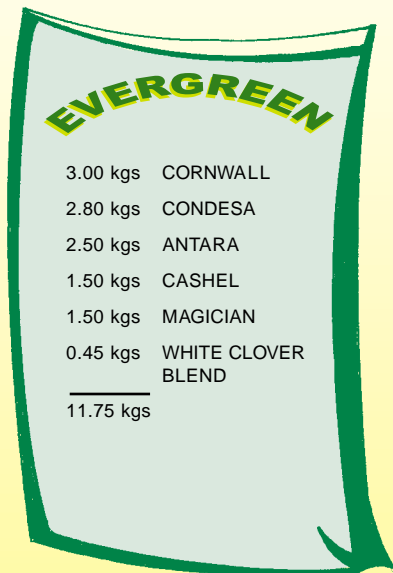 EVERGREEN
3.00 kgs CORNWALL
2.80 kgs CONDESA
2.50 kgs ANTARA
1.50 kgs CASHEL
1.50 kgs MAGICIAN
0.45 kgs WHITE CLOVER
BLEND
11.75 kgs